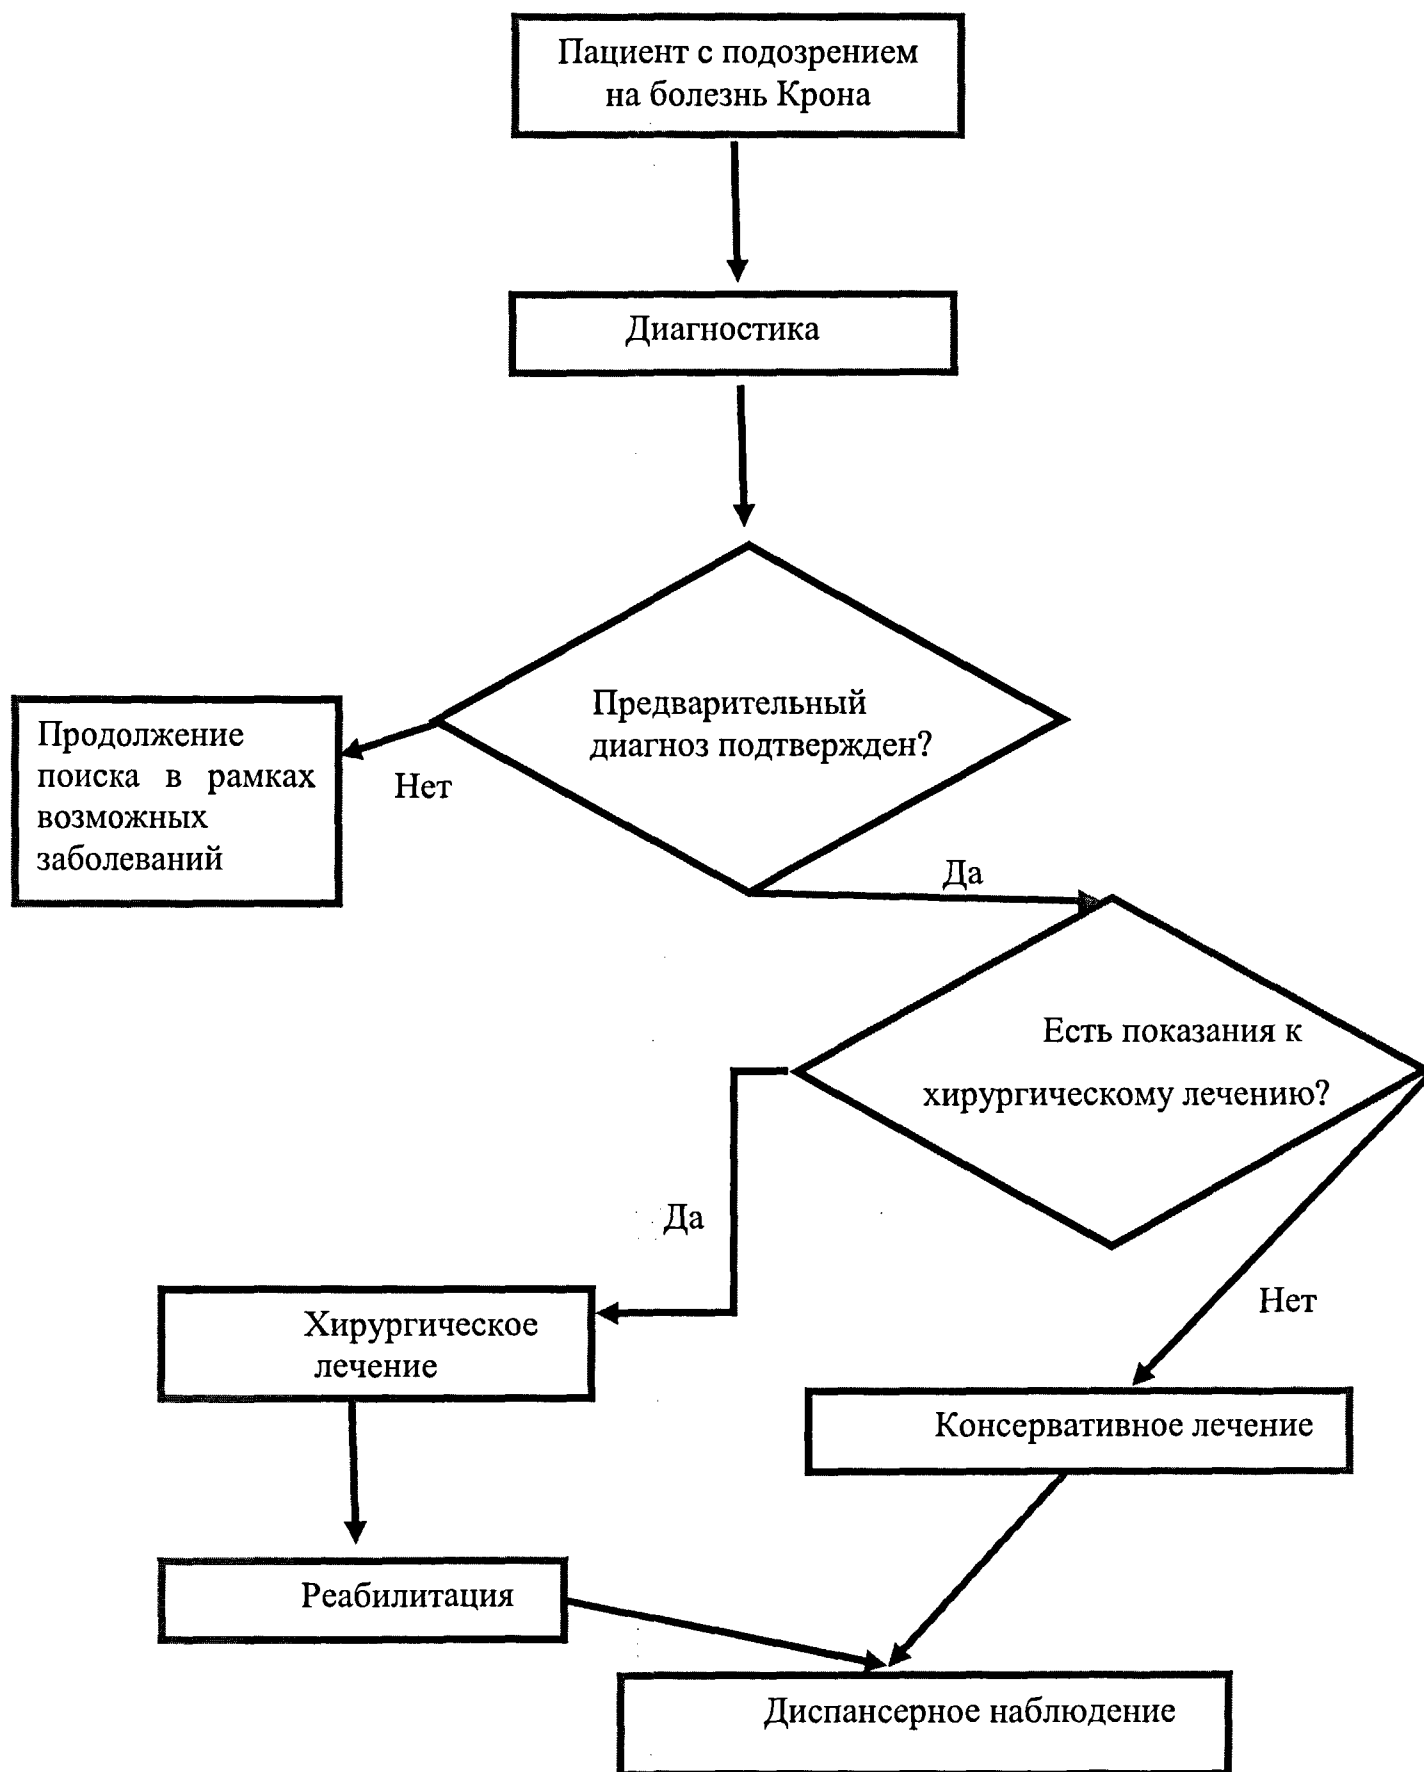 Пациент с подозрением
на болезнь Крона
Диагностика
Предварительный
диагноз подтвержден?
Продолжение
поиска в рамках
возможных
заболеваний
Нет
Да
Есть показания к
хирургическому лечению?
Да
Нет
Хирургическое
лечение
Консервативное лечение
Реабилитация
Диспансерное наблюдение